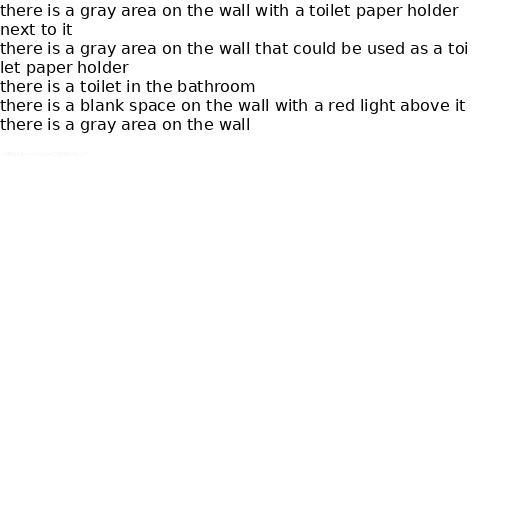 there is a gray area on the wall with a toilet paper holder
next to it
there is a gray area on the wall that could be used as a toi
let paper holder
there is a toilet in the bathroom
there is a blank space on the wall with a red light above it
there is a gray area on the wall